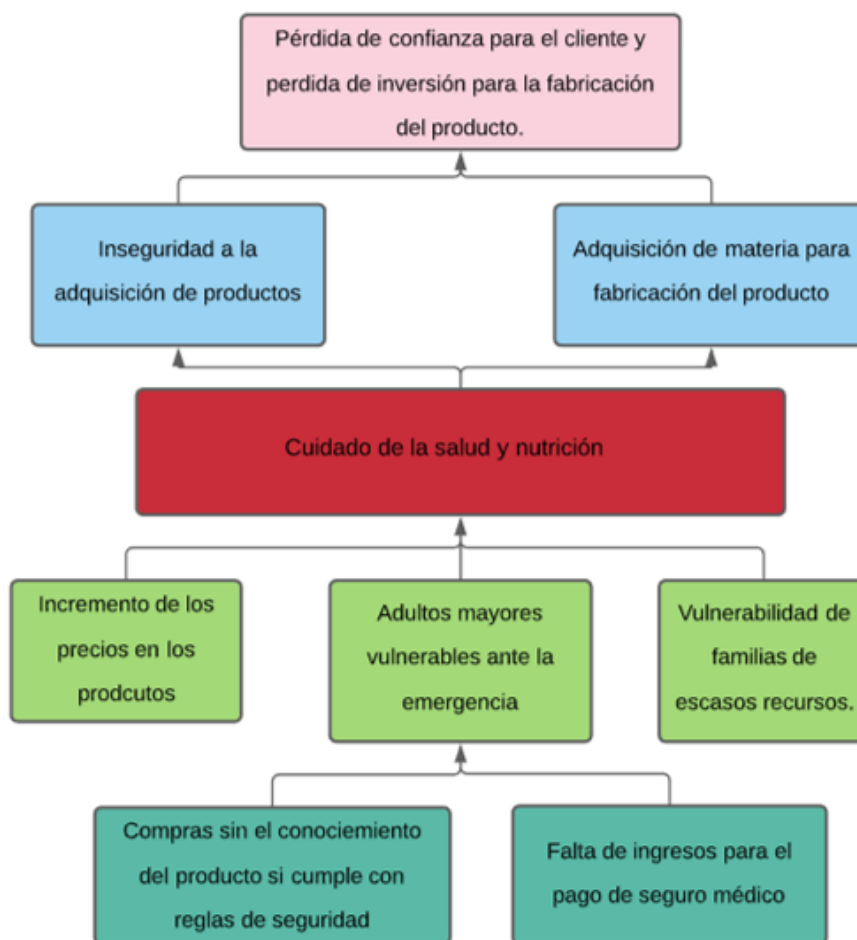 Pérdida de confianza para el cliente y
perdida de inversión para la fabricación
del producto.
Inseguridad a la
adquisición de productos
Adquisición de materia para
fabricación del producto
Cuidado de la salud y nutrición
Incremento de los
precios en los
prodcutos
Adultos mayores
vulnerables ante la
emergencia
Vulnerabilidad de
familias de
escasos recursos.
Compras sin el conociemiento
del producto si cumple con
reglas de seguridad
Falta de ingresos para el
pago de seguro médico